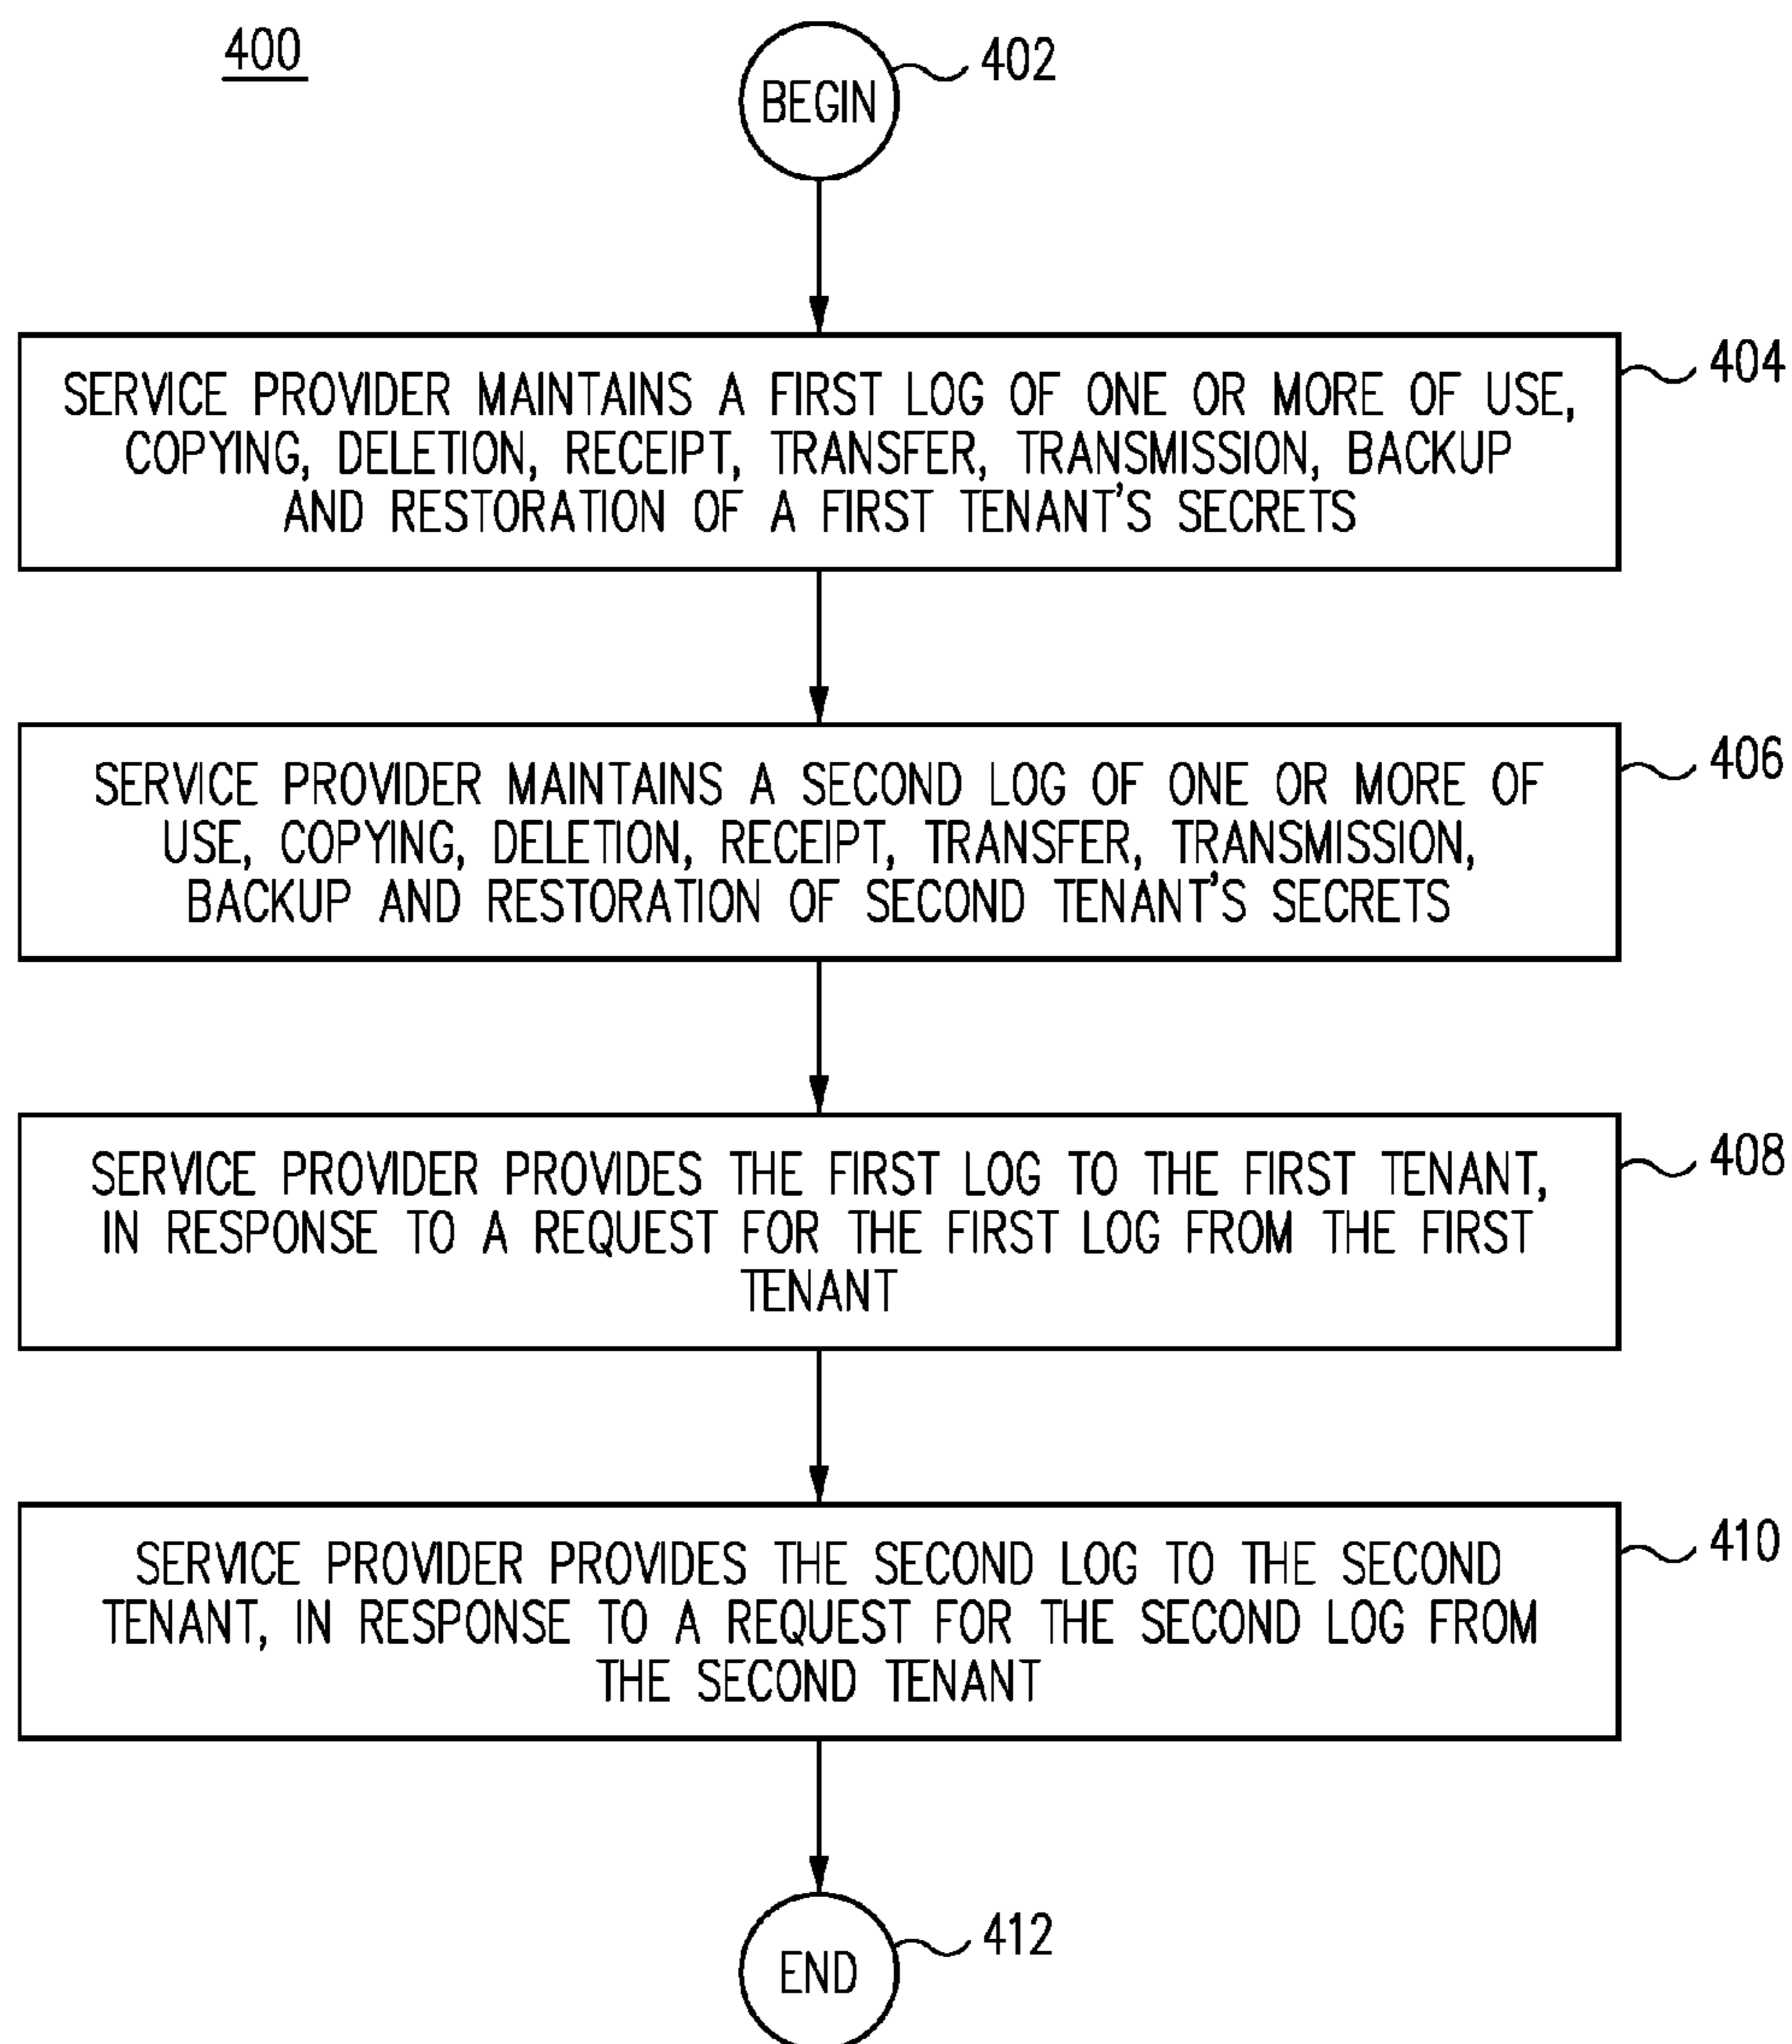 400
BEGIN
402
404
SERVICE PROVIDER MAINTAINS A FIRST LOG OF ONE OR MORE OF USE,
COPYING, DELETION, RECEIPT, TRANSFER, TRANSMISSION, BACKUP
AND RESTORATION OF A FIRST TENANT'S SECRETS
406
SERVICE PROVIDER MAINTAINS A SECOND LOG OF ONE OR MORE OF
USE, COPYING, DELETION, RECEIPT, TRANSFER, TRANSMISSION,
BACKUP AND RESTORATION OF SECOND TENANT'S SECRETS
408
SERVICE PROVIDER PROVIDES THE FIRST LOG TO THE FIRST TENANT,
IN RESPONSE TO A REQUEST FOR THE FIRST LOG FROM THE FIRST
TENANT
410
SERVICE PROVIDER PROVIDES THE SECOND LOG TO THE SECOND
TENANT, IN RESPONSE TO A REQUEST FOR THE SECOND LOG FROM
THE SECOND TENANT
412
END